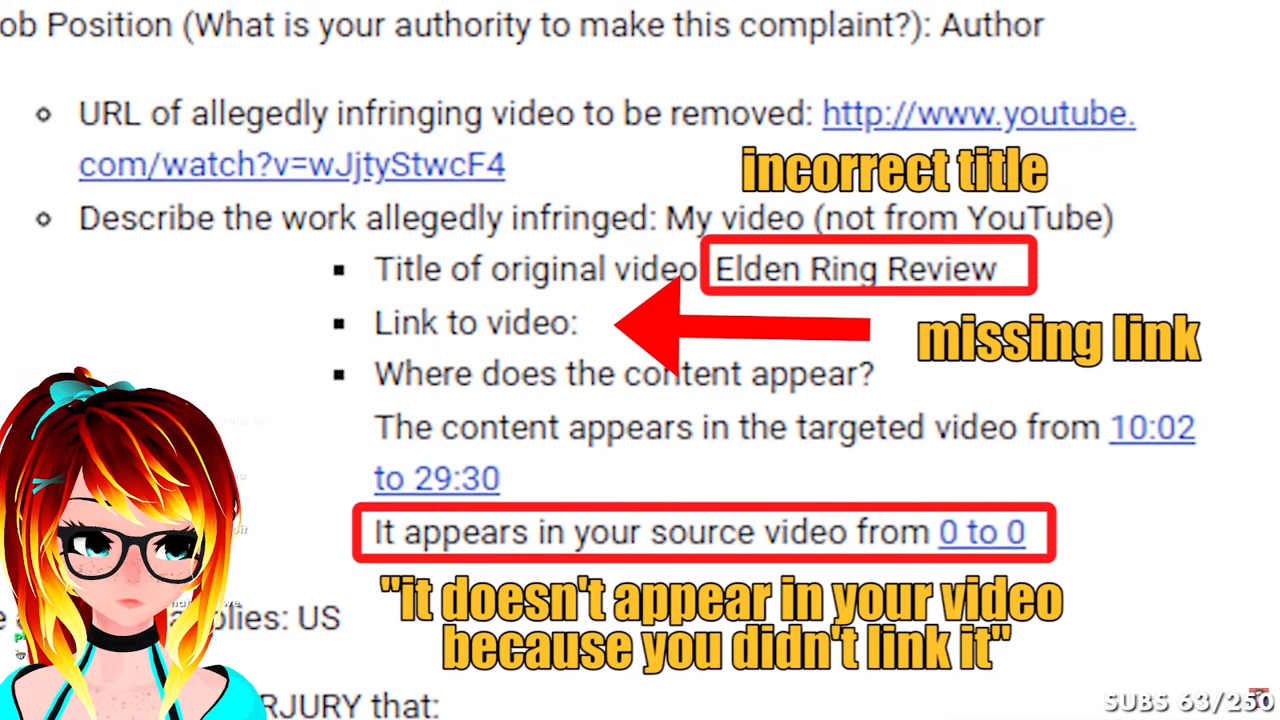 ob Position (What is your authority to make this complaint?): Author
URL of allegedly infringing video to be removed: http://www.youtube.
com/watch?v=wJjtyStwcF4
incorrect title
Describe the work allegedly infringed: My video (not from YouTube)
Title of original video Elden Ring Review
Link to video:
missing link
Where does the content appear?
The content appears in the targeted video from 10:02
to 29:30
It appears in your source video from 0 to 0
"it doesn't appear in your video
because you didn't link it"
plies: US
RJURY that:
SUBS 63/250